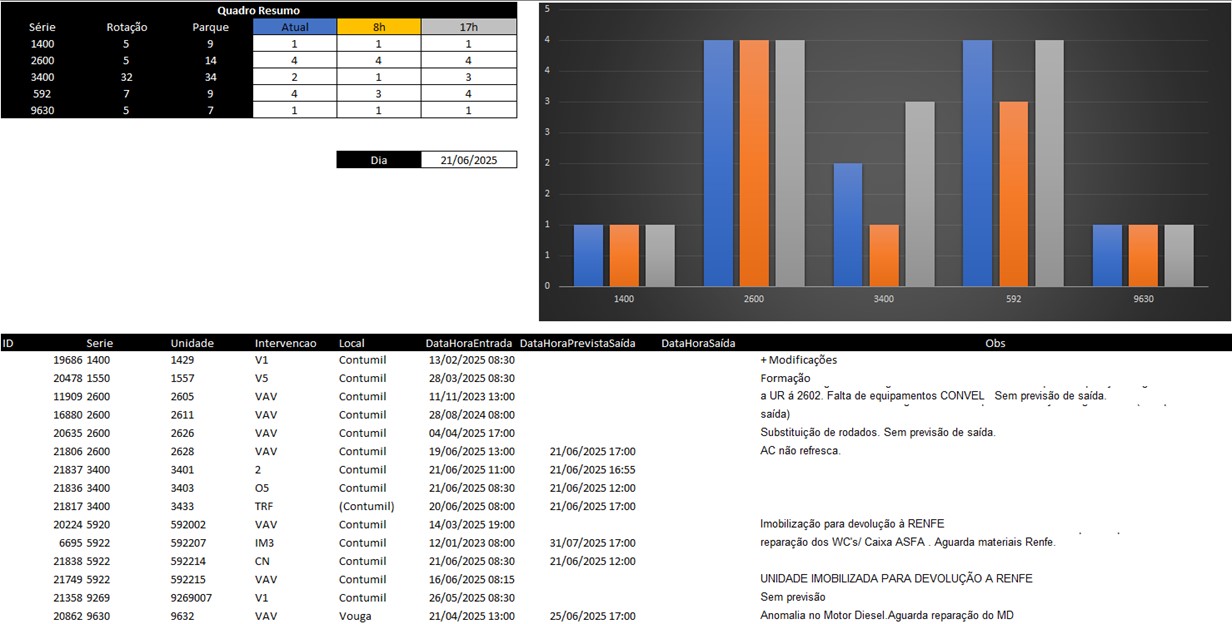 Quadro Resumo
Série Rotação Parque Atual 8h 17h
1400 5 9 1 1 1
2600 5 14 4 4 4
3400 32 34 2 1 3
592 7 9 4 3 4
9630 5 7 1 1 1
Dia 21/06/2025
5
4
4
3
3
2
2
1
1
0
1400 2600 3400 592 9630
ID Serie Unidade Intervencao Local DataHoraEntrada DataHoraPrevistaSaída DataHoraSaída Obs
19686 1400 1429 V1 Contumil 13/02/2025 08:30 + Modificações
20478 1550 1557 V5 Contumil 28/03/2025 08:30 Formação
11909 2600 2605 VAV Contumil 11/11/2023 13:00 a UR á 2602. Falta de equipamentos CONVEL Sem previsão de saída.
16880 2600 2611 VAV Contumil 28/08/2024 08:00 saída)
20635 2600 2626 VAV Contumil 04/04/2025 17:00 Substituição de rodados. Sem previsão de saída.
21806 2600 2628 VAV Contumil 19/06/2025 13:00 21/06/2025 17:00 AC não refresca.
21837 3400 3401 2 Contumil 21/06/2025 11:00 21/06/2025 16:55
21836 3400 3403 O5 Contumil 21/06/2025 08:30 21/06/2025 12:00
21817 3400 3433 TRF (Contumil) 20/06/2025 08:00 21/06/2025 17:00
20224 5920 592002 VAV Contumil 14/03/2025 19:00 Imobilização para devolução à RENFE
6695 5922 592207 IM3 Contumil 12/01/2023 08:00 31/07/2025 17:00 reparação dos WC's/ Caixa ASFA . Aguarda materiais Renfe.
21838 5922 592214 CN Contumil 21/06/2025 08:30 21/06/2025 12:00
21749 5922 592215 VAV Contumil 16/06/2025 08:15 UNIDADE IMOBILIZADA PARA DEVOLUÇÃO A RENFE
21358 9269 9269007 V1 Contumil 26/05/2025 08:30 Sem previsão
20862 9630 9632 VAV Vouga 21/04/2025 13:00 25/06/2025 17:00 Anomalia no Motor Diesel.Aguarda reparação do MD